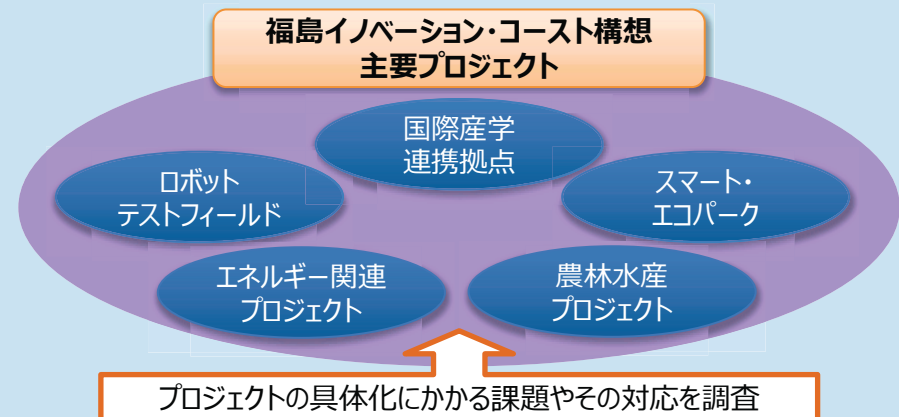 福島イノベーション・コースト構想
主要プロジェクト
国際産学
連携拠点
ロボット
テストフィールド
スマート・
エコパーク
エネルギー関連
プロジェクト
農林水産
プロジェクト
プロジェクトの具体化にかかる課題やその対応を調査